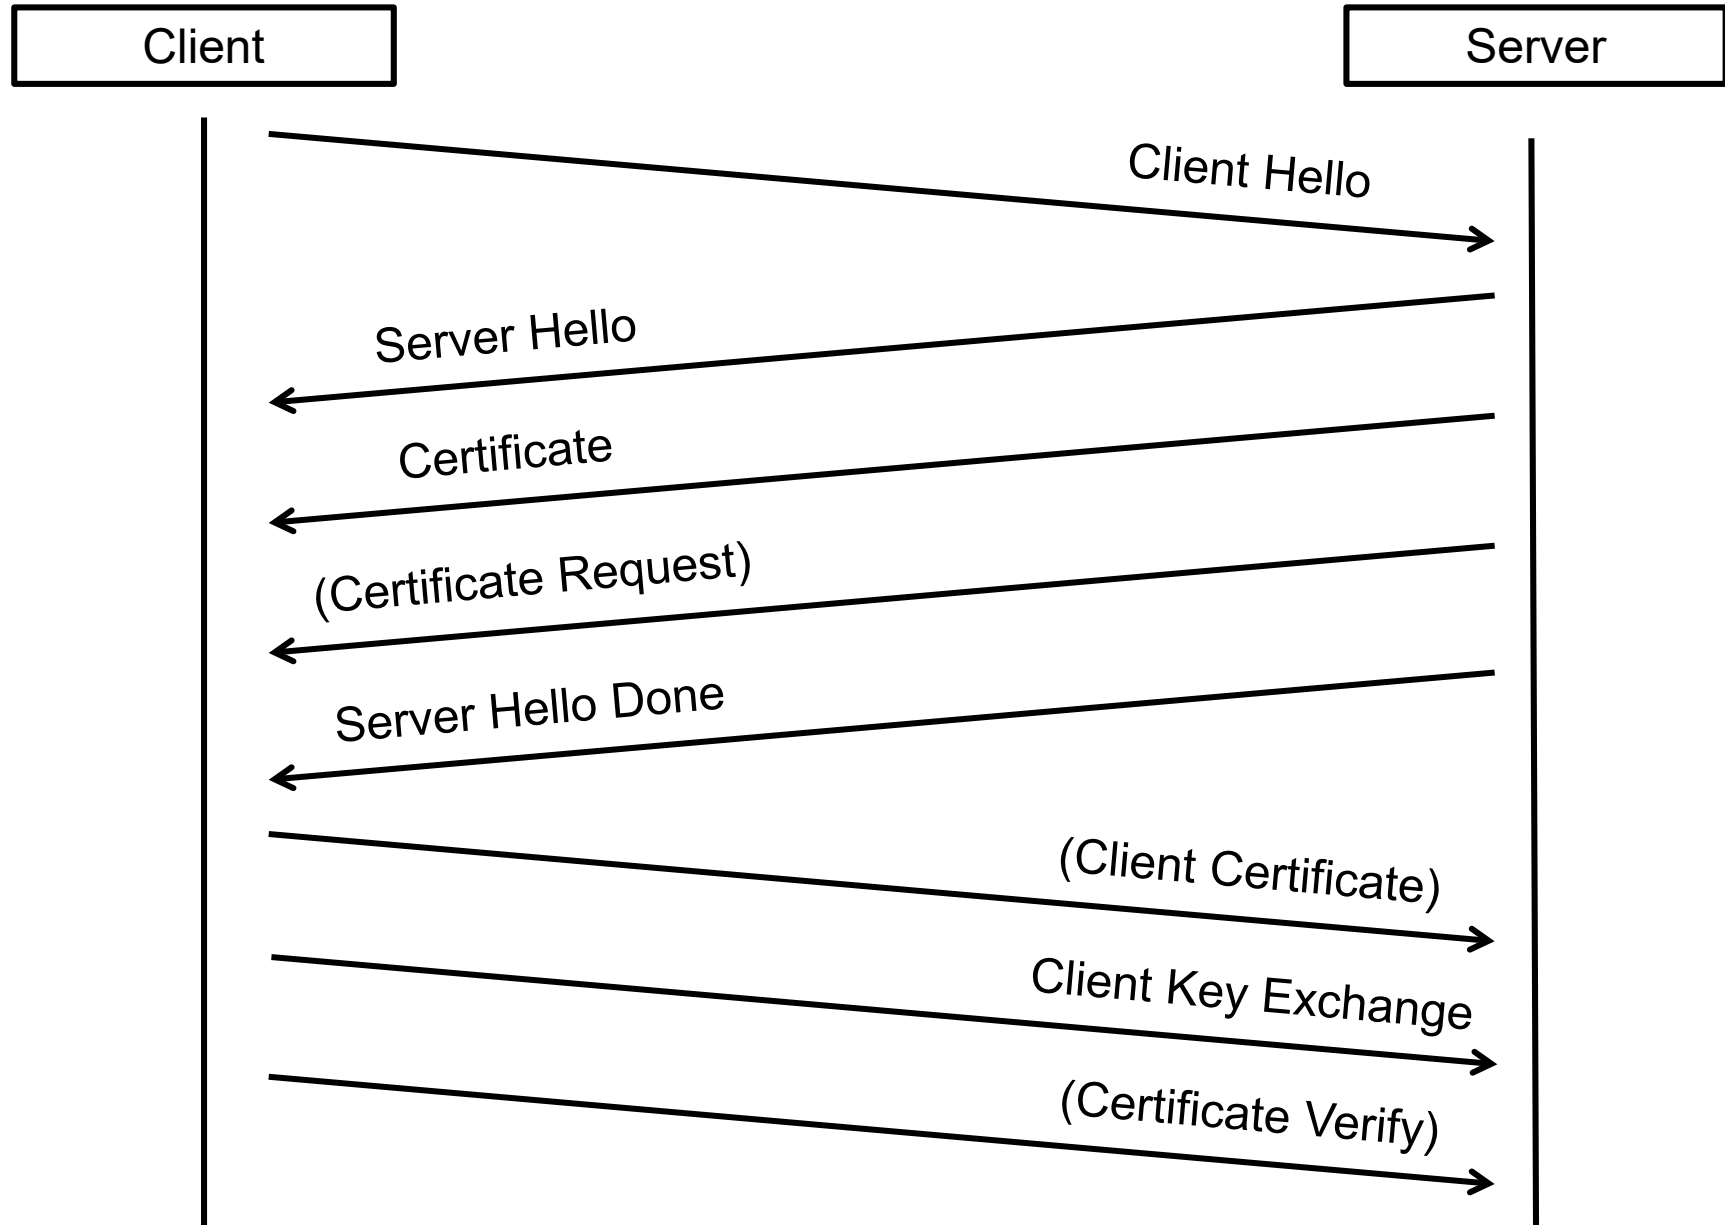 Client
Server
Client Hello
Server Hello
Certificate
(Certificate Request)
Server Hello Done
(Client Certificate)
Client Key Exchange
(Certificate Verify)